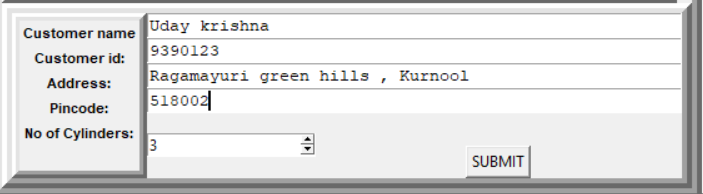 Customer name Uday krishna
Customer id: 9390123
Address: Ragamayuri green hills , Kurnool
Pincode: 518002
No of Cylinders: 3
SUBMIT